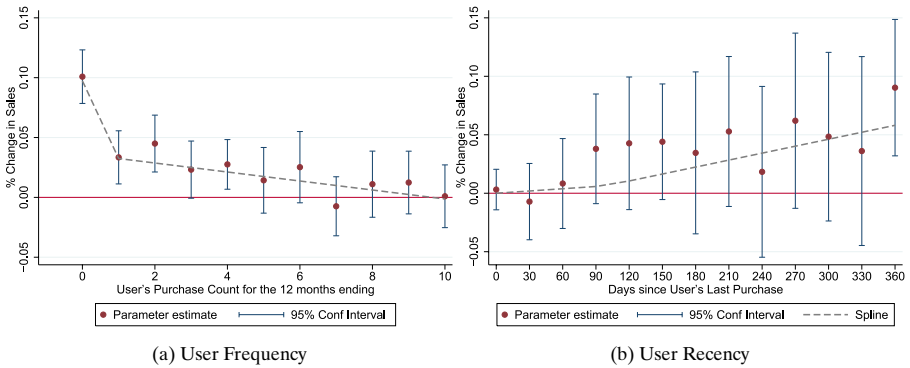 % Change in Sales
0.15
0.10
0.05
0.00
−0.05
0 2 4 6 8 10
User's Purchase Count for the 12 months ending
Parameter estimate 95% Conf Interval
(a) User Frequency
% Change in Sales
0.15
0.10
0.05
0.00
−0.05
0 30 60 90 120 150 180 210 240 270 300 330 360
Days since User's Last Purchase
Parameter estimate 95% Conf Interval Spline
(b) User Recency